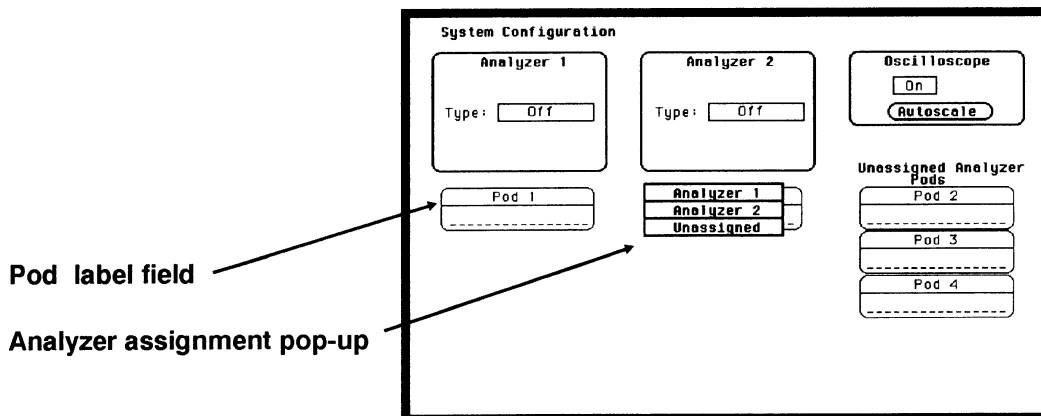 System Configuration
Analyzer 1
Type: Off
Analyzer 2
Type: Off
Oscilloscope
On
Autoscale
Pod 1
Analyzer 1
Analyzer 2
Unassigned
Unassigned Analyzer
Pods
Pod 2
Pod 3
Pod 4
Pod label field
Analyzer assignment pop-up